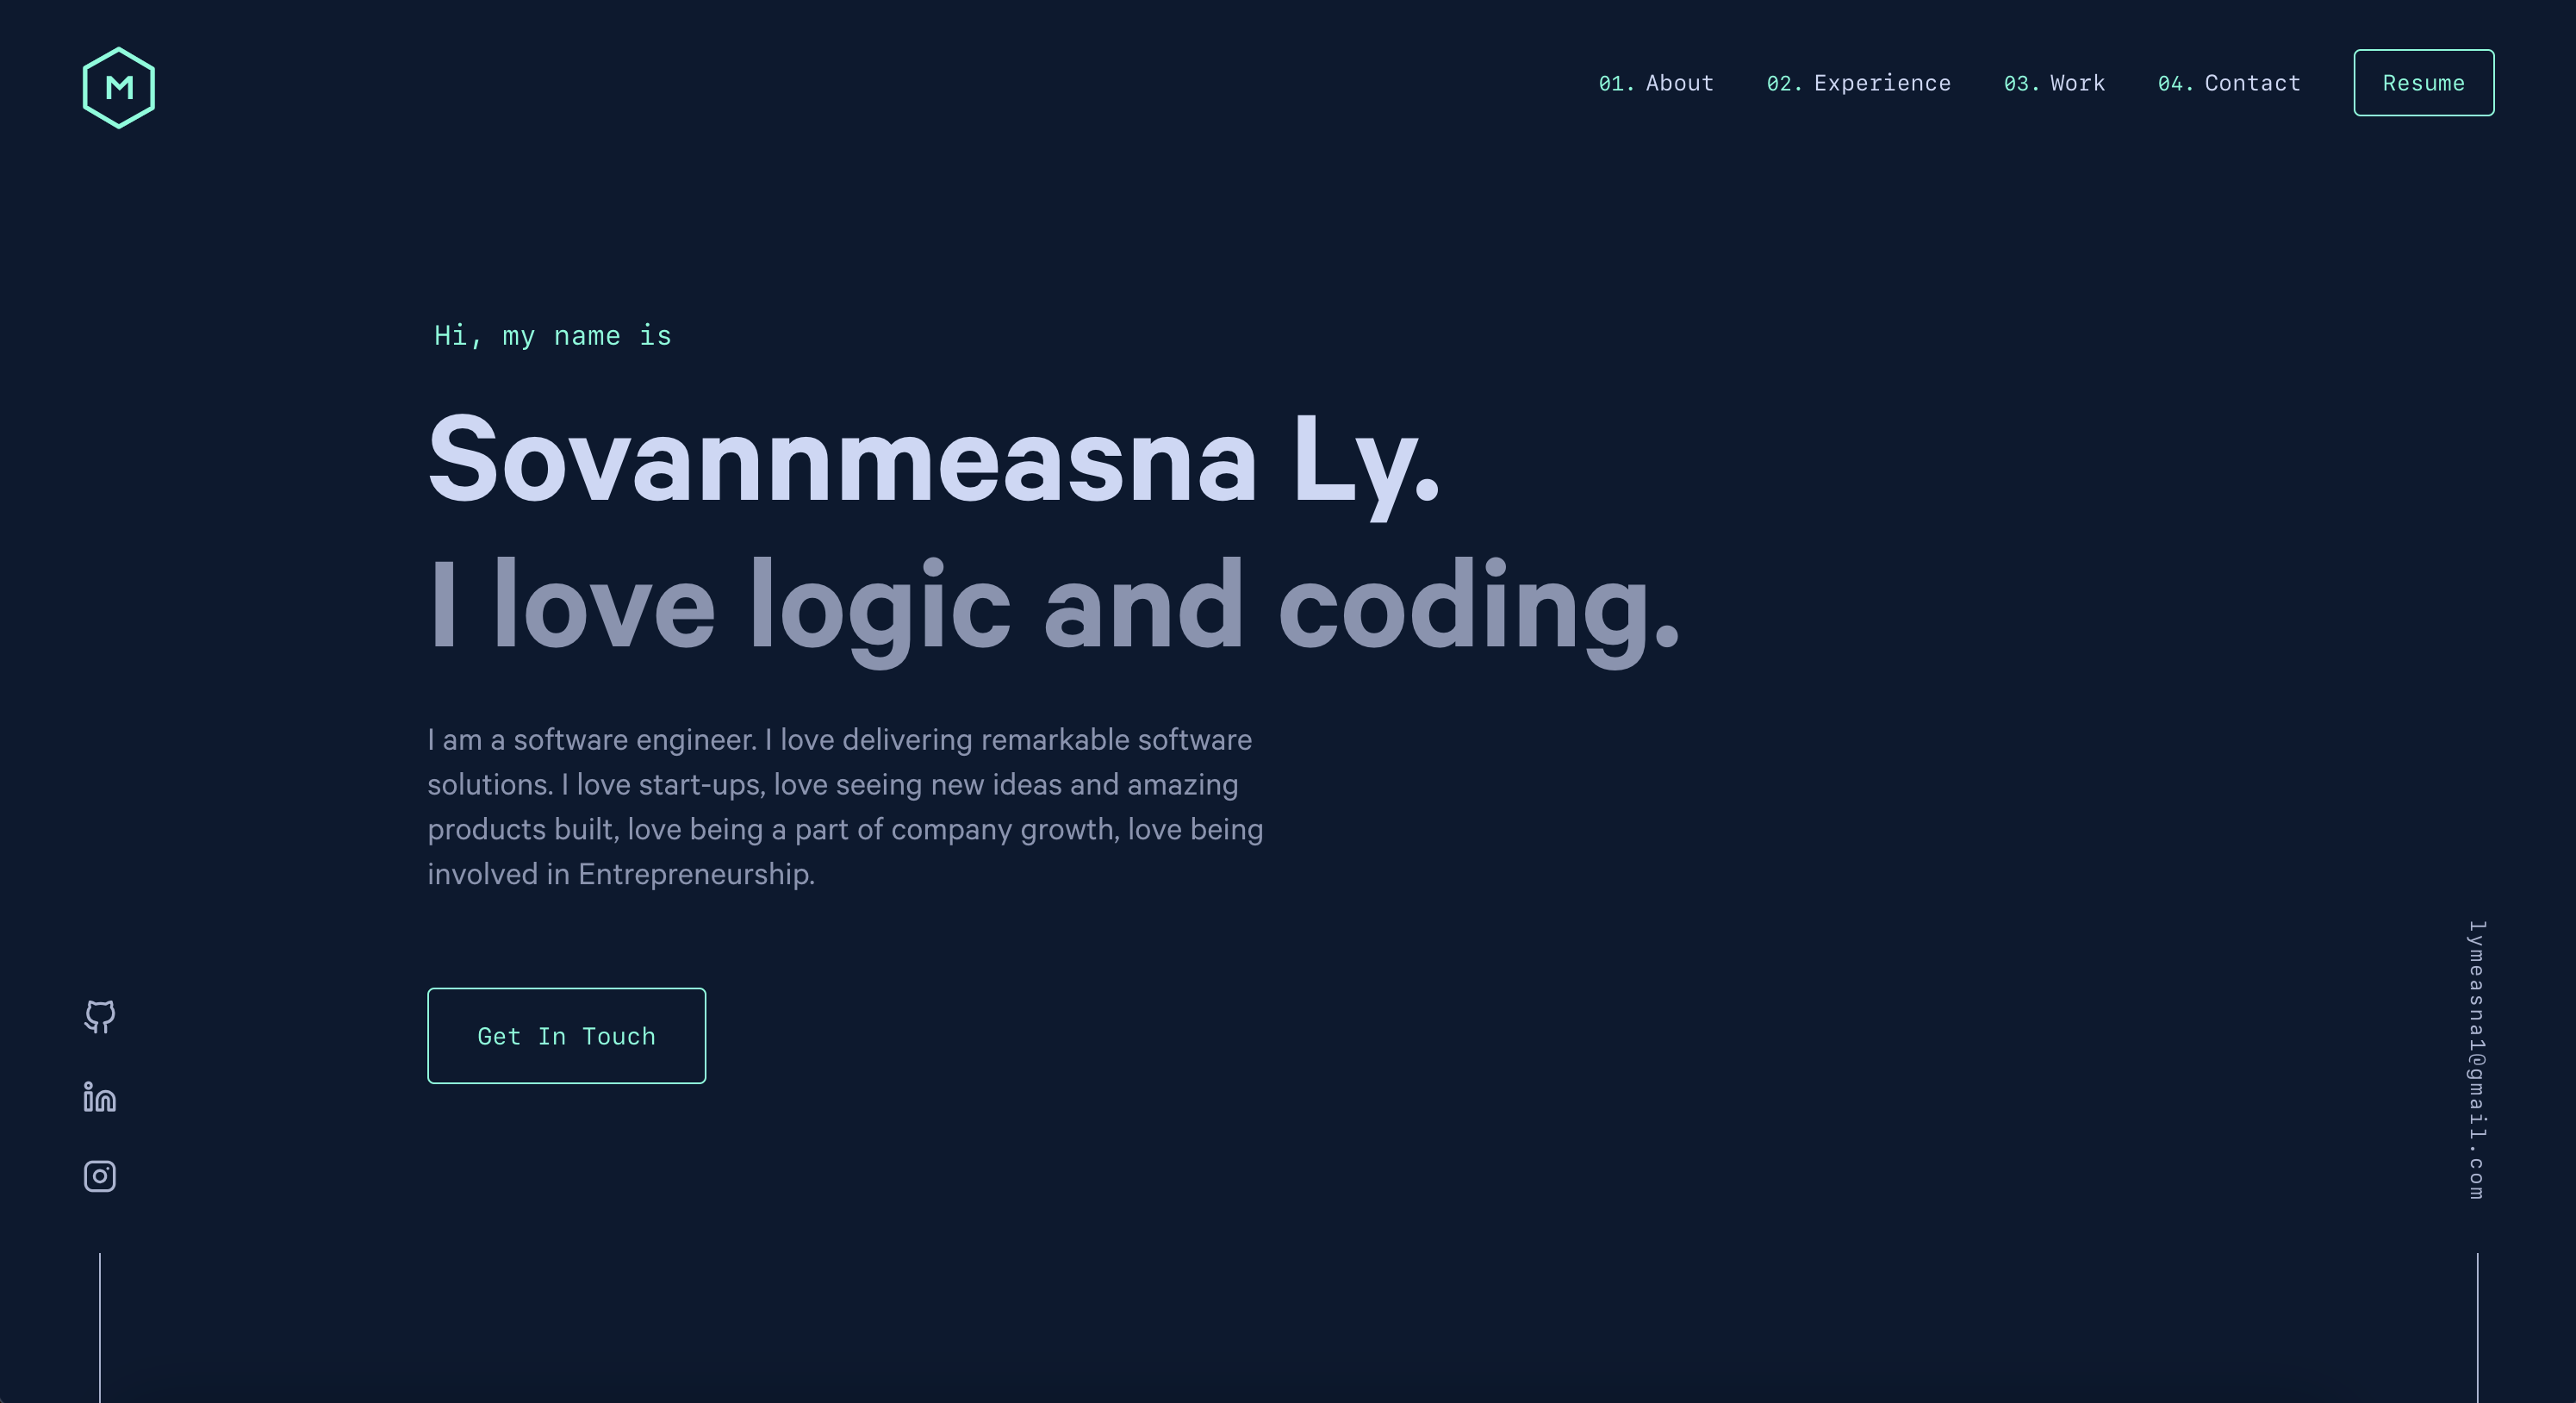 M
01. About 02. Experience 03. Work 04. Contact Resume
Hi, my name is
Sovannmeasna Ly.
I love logic and coding.
I am a software engineer. I love delivering remarkable software
solutions. I love start-ups, love seeing new ideas and amazing
products built, love being a part of company growth, love being
involved in Entrepreneurship.
Get In Touch
in
lymeasna1@gmail.com